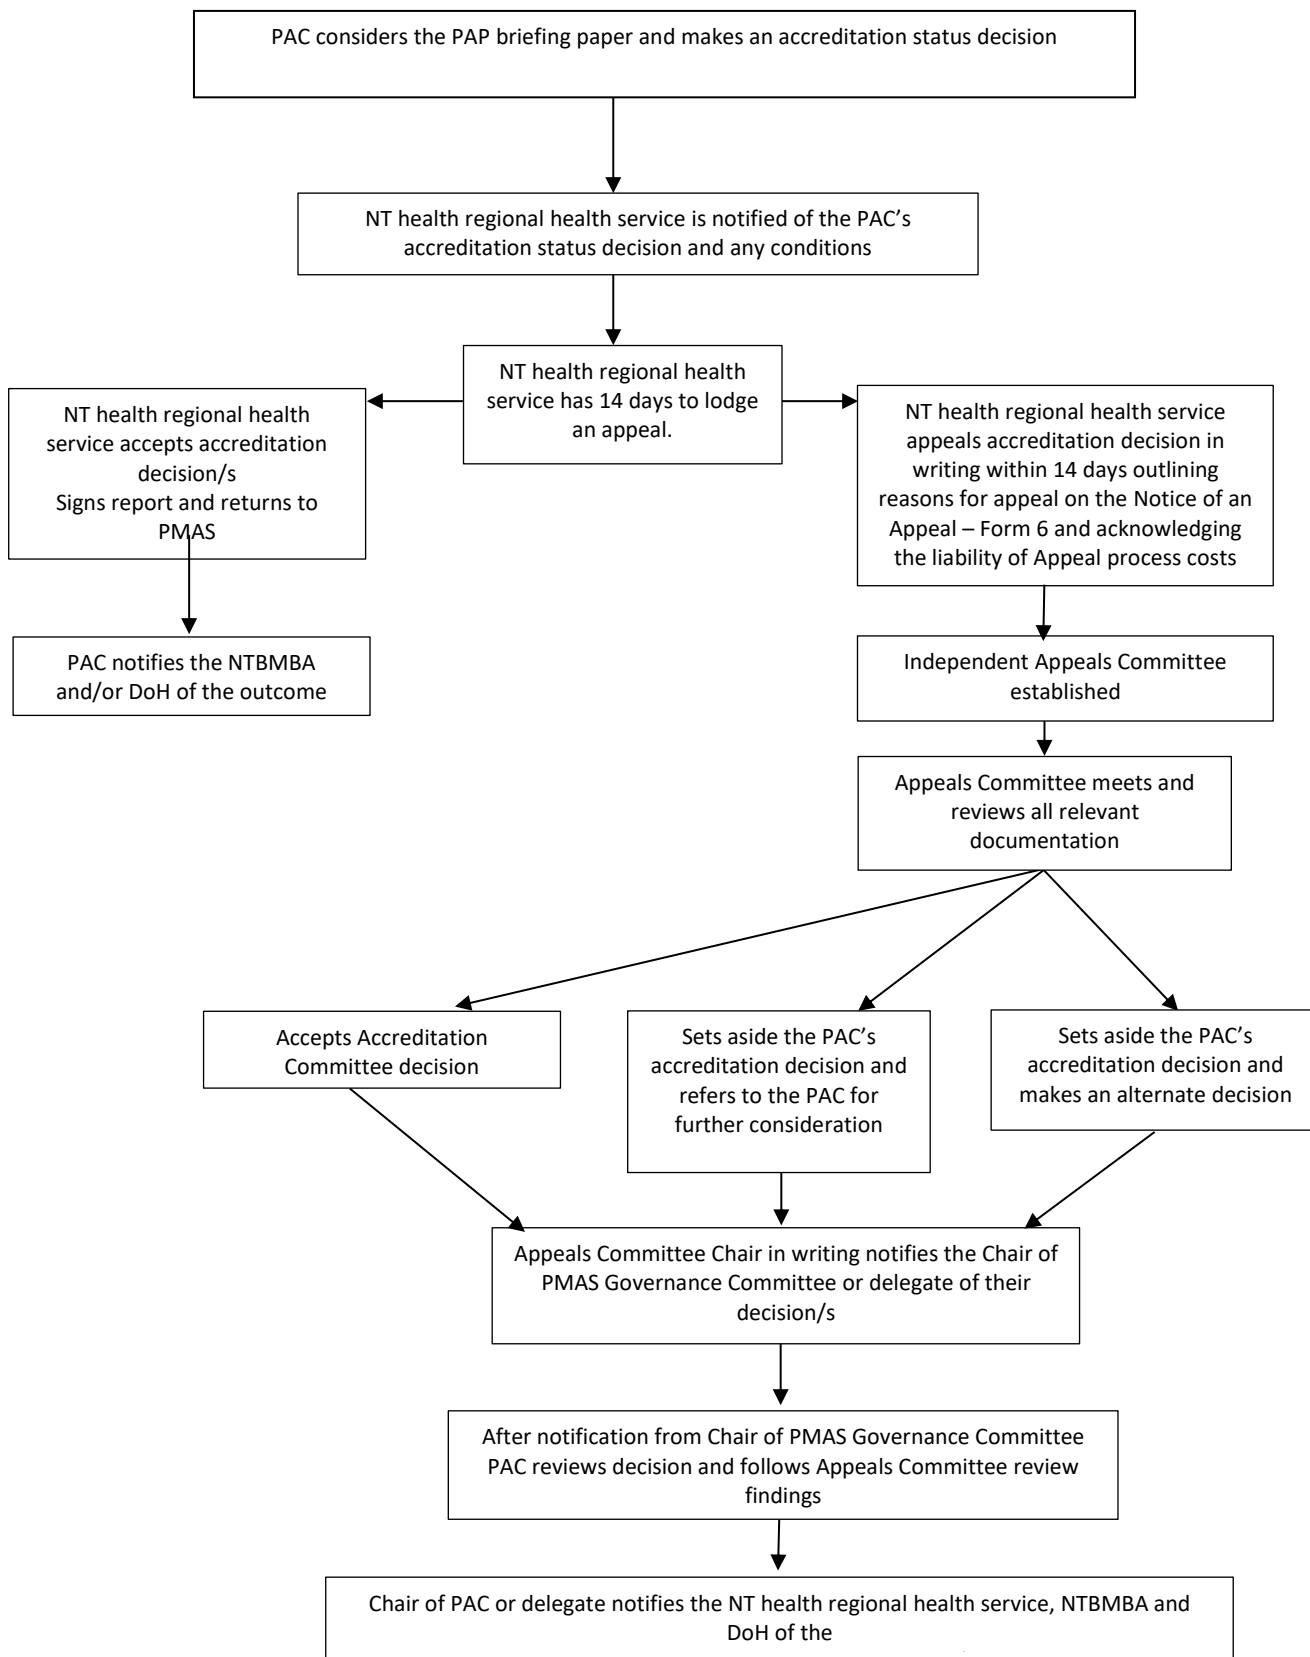 PAC considers the PAP briefing paper and makes an accreditation status decision
NT health regional health service is notified of the PAC’s
accreditation status decision and any conditions
NT health regional health
service has 14 days to lodge
an appeal.
NT health regional health
service accepts accreditation
decision/s
Signs report and returns to
PMAS
NT health regional health service
appeals accreditation decision in
writing within 14 days outlining
reasons for appeal on the Notice of an
Appeal – Form 6 and acknowledging
the liability of Appeal process costs
PAC notifies the NTBMBA
and/or DoH of the outcome
Independent Appeals Committee
established
Appeals Committee meets and
reviews all relevant
documentation
Accepts Accreditation
Committee decision
Sets aside the PAC’s
accreditation decision and
refers to the PAC for
further consideration
Sets aside the PAC’s
accreditation decision and
makes an alternate decision
Appeals Committee Chair in writing notifies the Chair of
PMAS Governance Committee or delegate of their
decision/s
After notification from Chair of PMAS Governance Committee
PAC reviews decision and follows Appeals Committee review
findings
Chair of PAC or delegate notifies the NT health regional health service, NTBMBA and
DoH of the